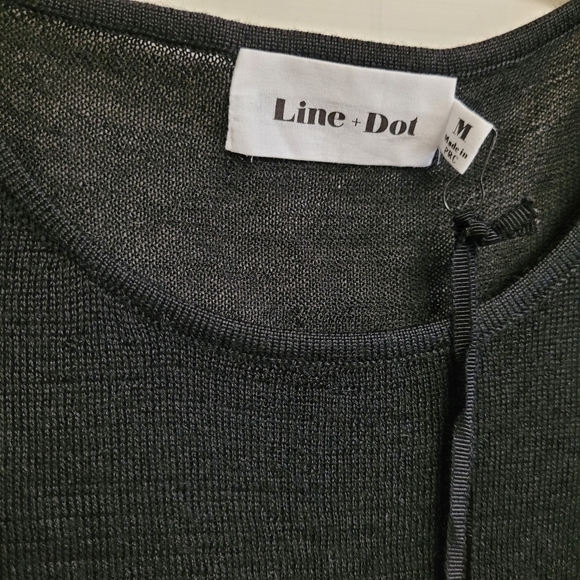 Line + Dot
M
Made in
PRC